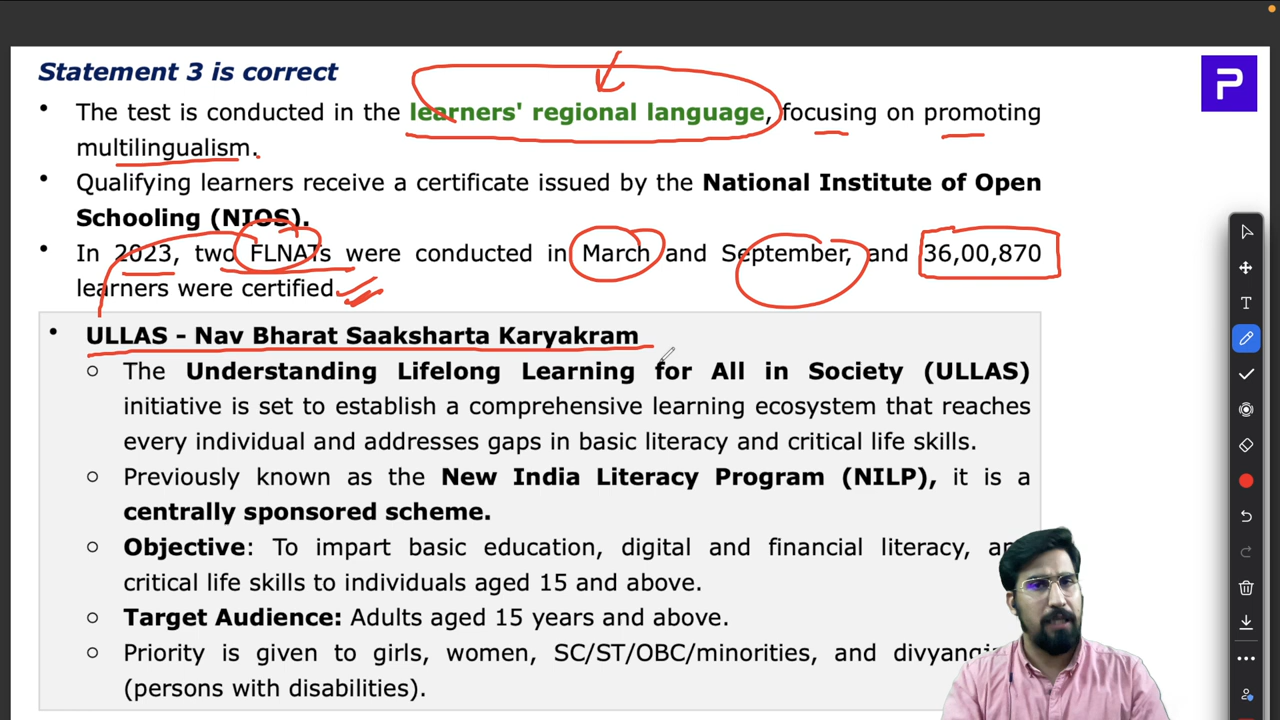 Statement 3 is correct
• The test is conducted in the learners' regional language, focusing on promoting
multilingualism.
• Qualifying learners receive a certificate issued by the National Institute of Open
Schooling (NIOS).
• In 2023, two FLNATs were conducted in March and September, and 36,00,870
learners were certified.
• ULLAS - Nav Bharat Saaksharta Karyakram
o The Understanding Lifelong Learning for All in Society (ULLAS)
initiative is set to establish a comprehensive learning ecosystem that reaches
every individual and addresses gaps in basic literacy and critical life skills.
o Previously known as the New India Literacy Program (NILP), it is a
centrally sponsored scheme.
o Objective: To impart basic education, digital and financial literacy,
critical life skills to individuals aged 15 and above.
o Target Audience: Adults aged 15 years and above.
o Priority is given to girls, women, SC/ST/OBC/minorities, and
(persons with disabilities).
P
T